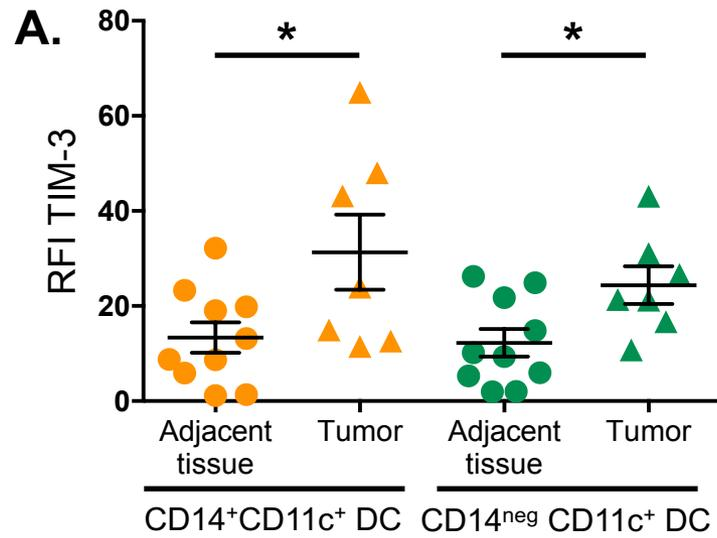 A.
* *
RFI TIM-3
80
60
40
20
0
Adjacent tissue Tumor Adjacent tissue Tumor
CD14⁺CD11c⁺ DC CD14ⁿᵉᵍ CD11c⁺ DC